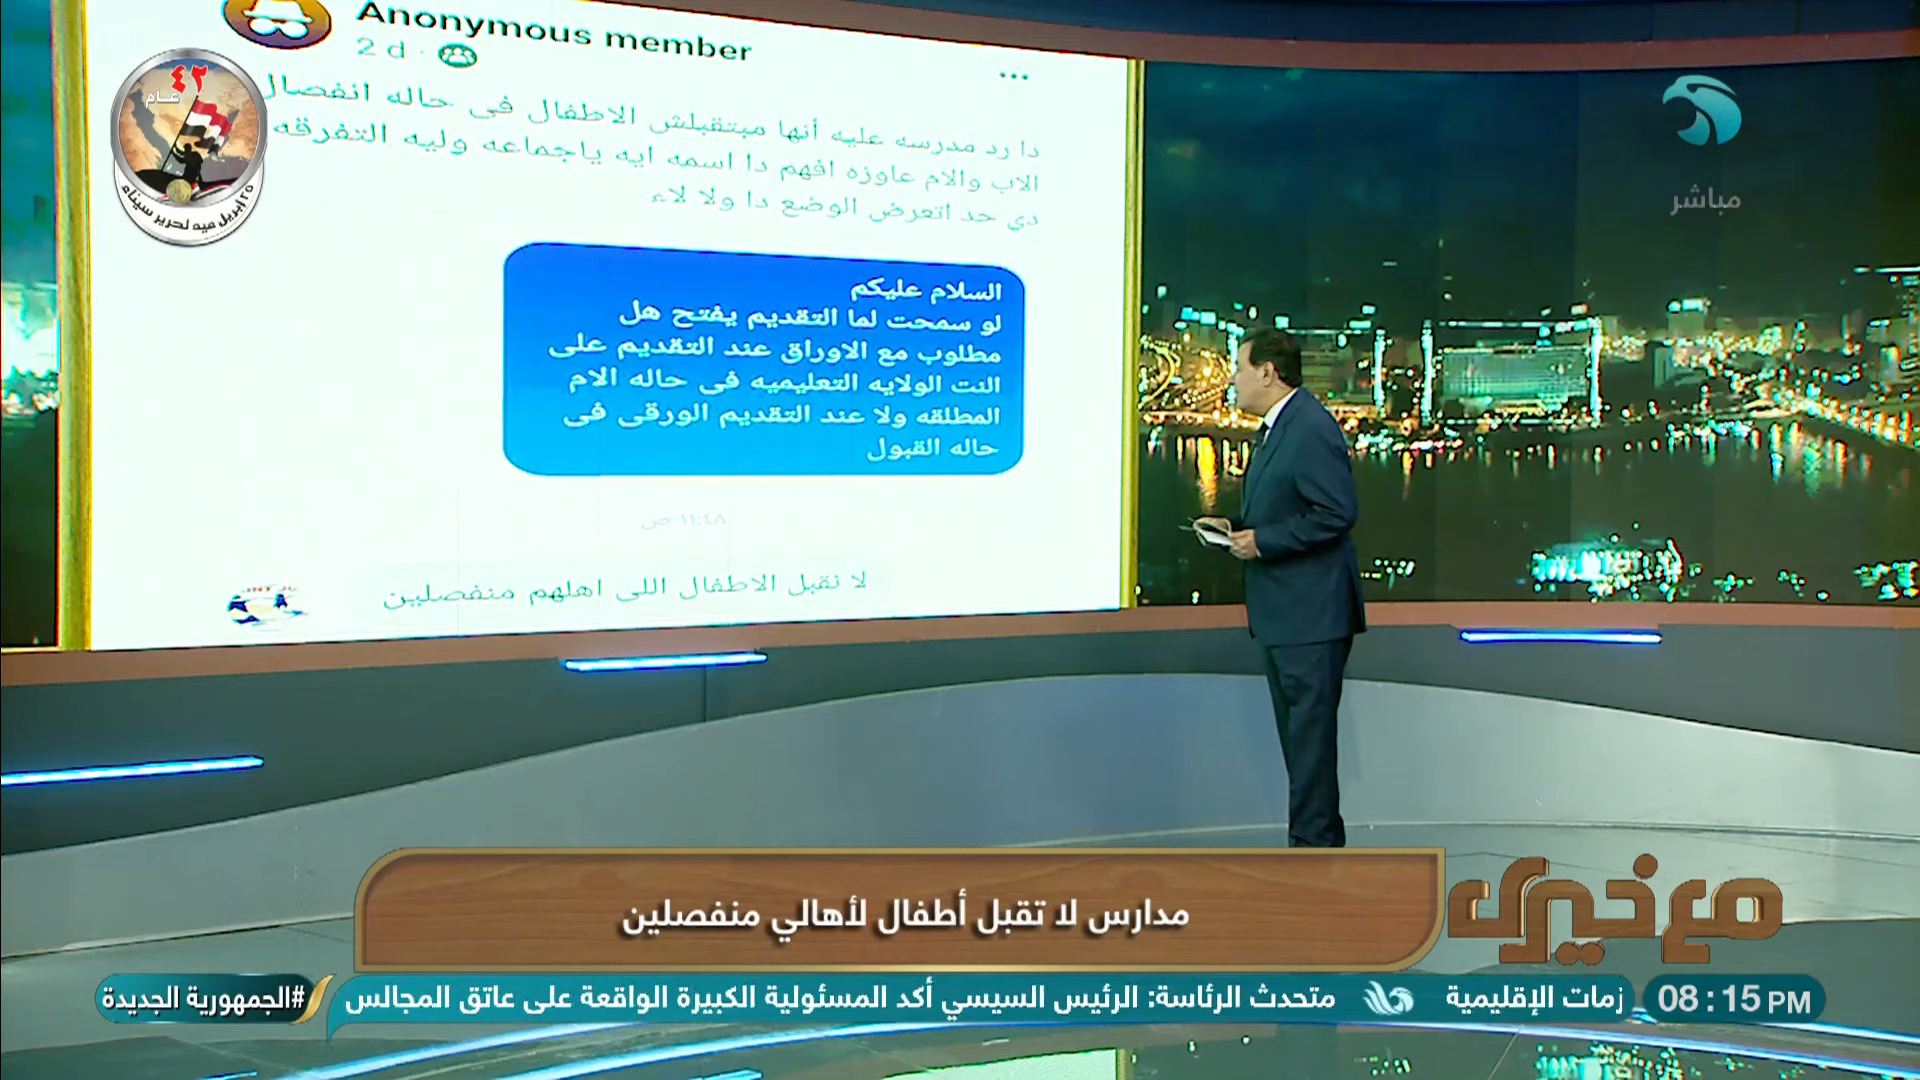 Anonymous member
2 d ·
دا رد مدرسه عليه أنها مبتقبلش الاطفال فى حاله انفصال
الاب والام عاوزه افهم دا اسمه ايه ياجماعه وليه التفرقه
دي حد اتعرض الوضع دا ولا لاء
السلام عليكم
لو سمحت لما التقديم يفتح هل
مطلوب مع الاوراق عند التقديم على
النت الولايه التعليميه فى حاله الام
المطلقه ولا عند التقديم الورقى فى
حاله القبول
١١:٤٨ ص
لا نقبل الاطفال اللى اهلهم منفصلين
٤٢
عام
٢٥ ابريل عيد تحرير سيناء
مباشر
مدارس لا تقبل أطفال لأهالي منفصلين
مع خيري
08:15 PM
زمات الإقليمية
متحدث الرئاسة: الرئيس السيسي أكد المسئولية الكبيرة الواقعة على عاتق المجالس
#الجمهورية الجديدة